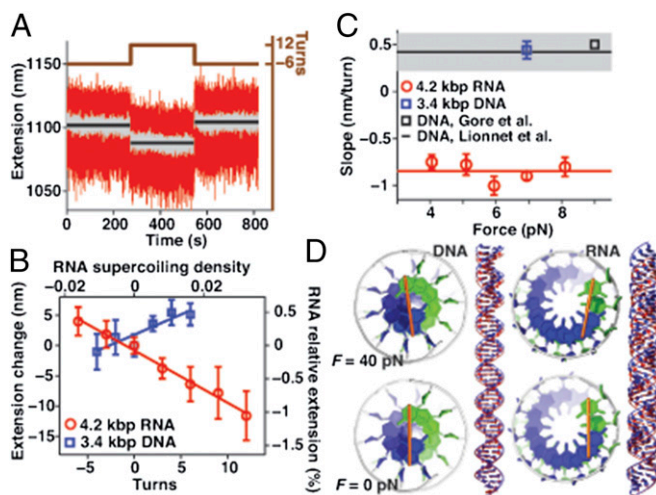 A
Turns
12
−6
1150
1100
1050
Extension (nm)
0 200 400 600 800
Time (s)
B
RNA supercoiling density
−0.02 0 0.02
5
0
−5
−10
−15
Extension change (nm)
0.5
0
−0.5
−1
−1.5
RNA relative extension (%)
4.2 kbp RNA
3.4 kbp DNA
−5 0 5 10
Turns
C
0.5
0
−0.5
−1
Slope (nm/turn)
4.2 kbp RNA
3.4 kbp DNA
DNA, Gore et al.
DNA, Lionnet et al.
4 6 8
Force (pN)
D
DNA
RNA
F = 40 pN
F = 0 pN